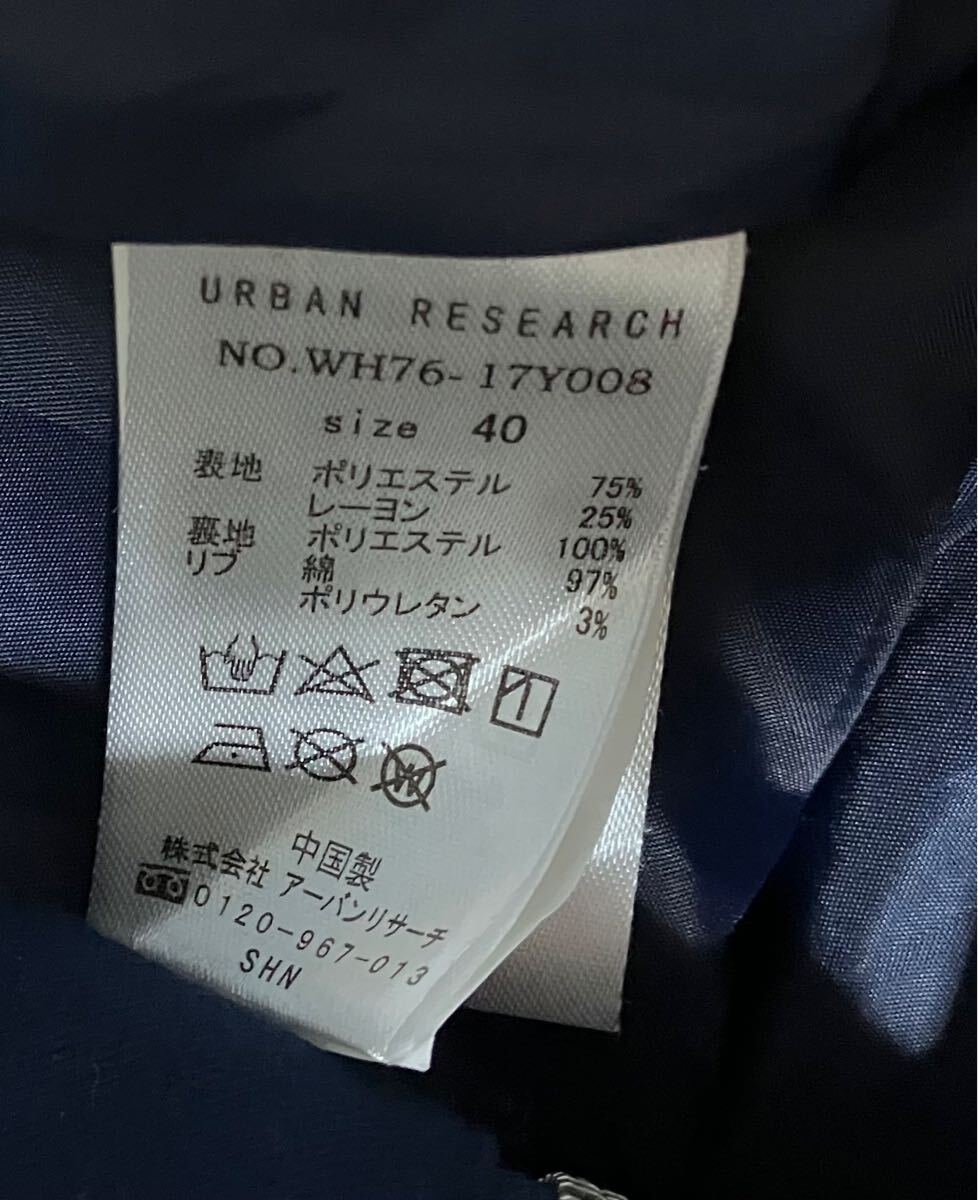 URBAN RESEARCH
NO.WH76-17Y008
size 40
表地 ポリエステル 75%
レーヨン 25%
裏地 ポリエステル 100%
リブ 綿 97%
ポリウレタン 3%
中国製
株式会社 アーバンリサーチ
0120-967-013
SHN